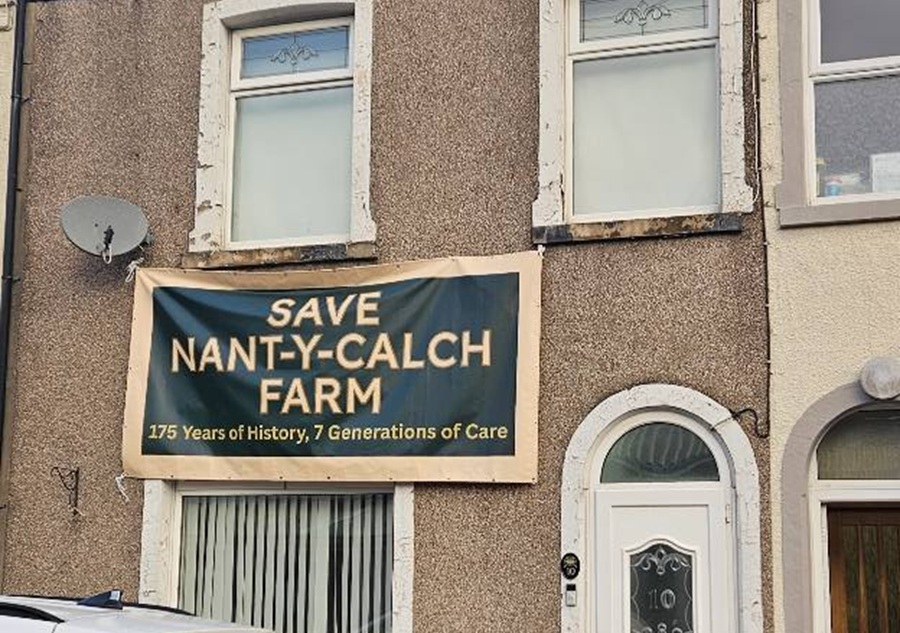 SAVE
NANT-Y-CALCH
FARM
175 Years of History, 7 Generations of Care
10